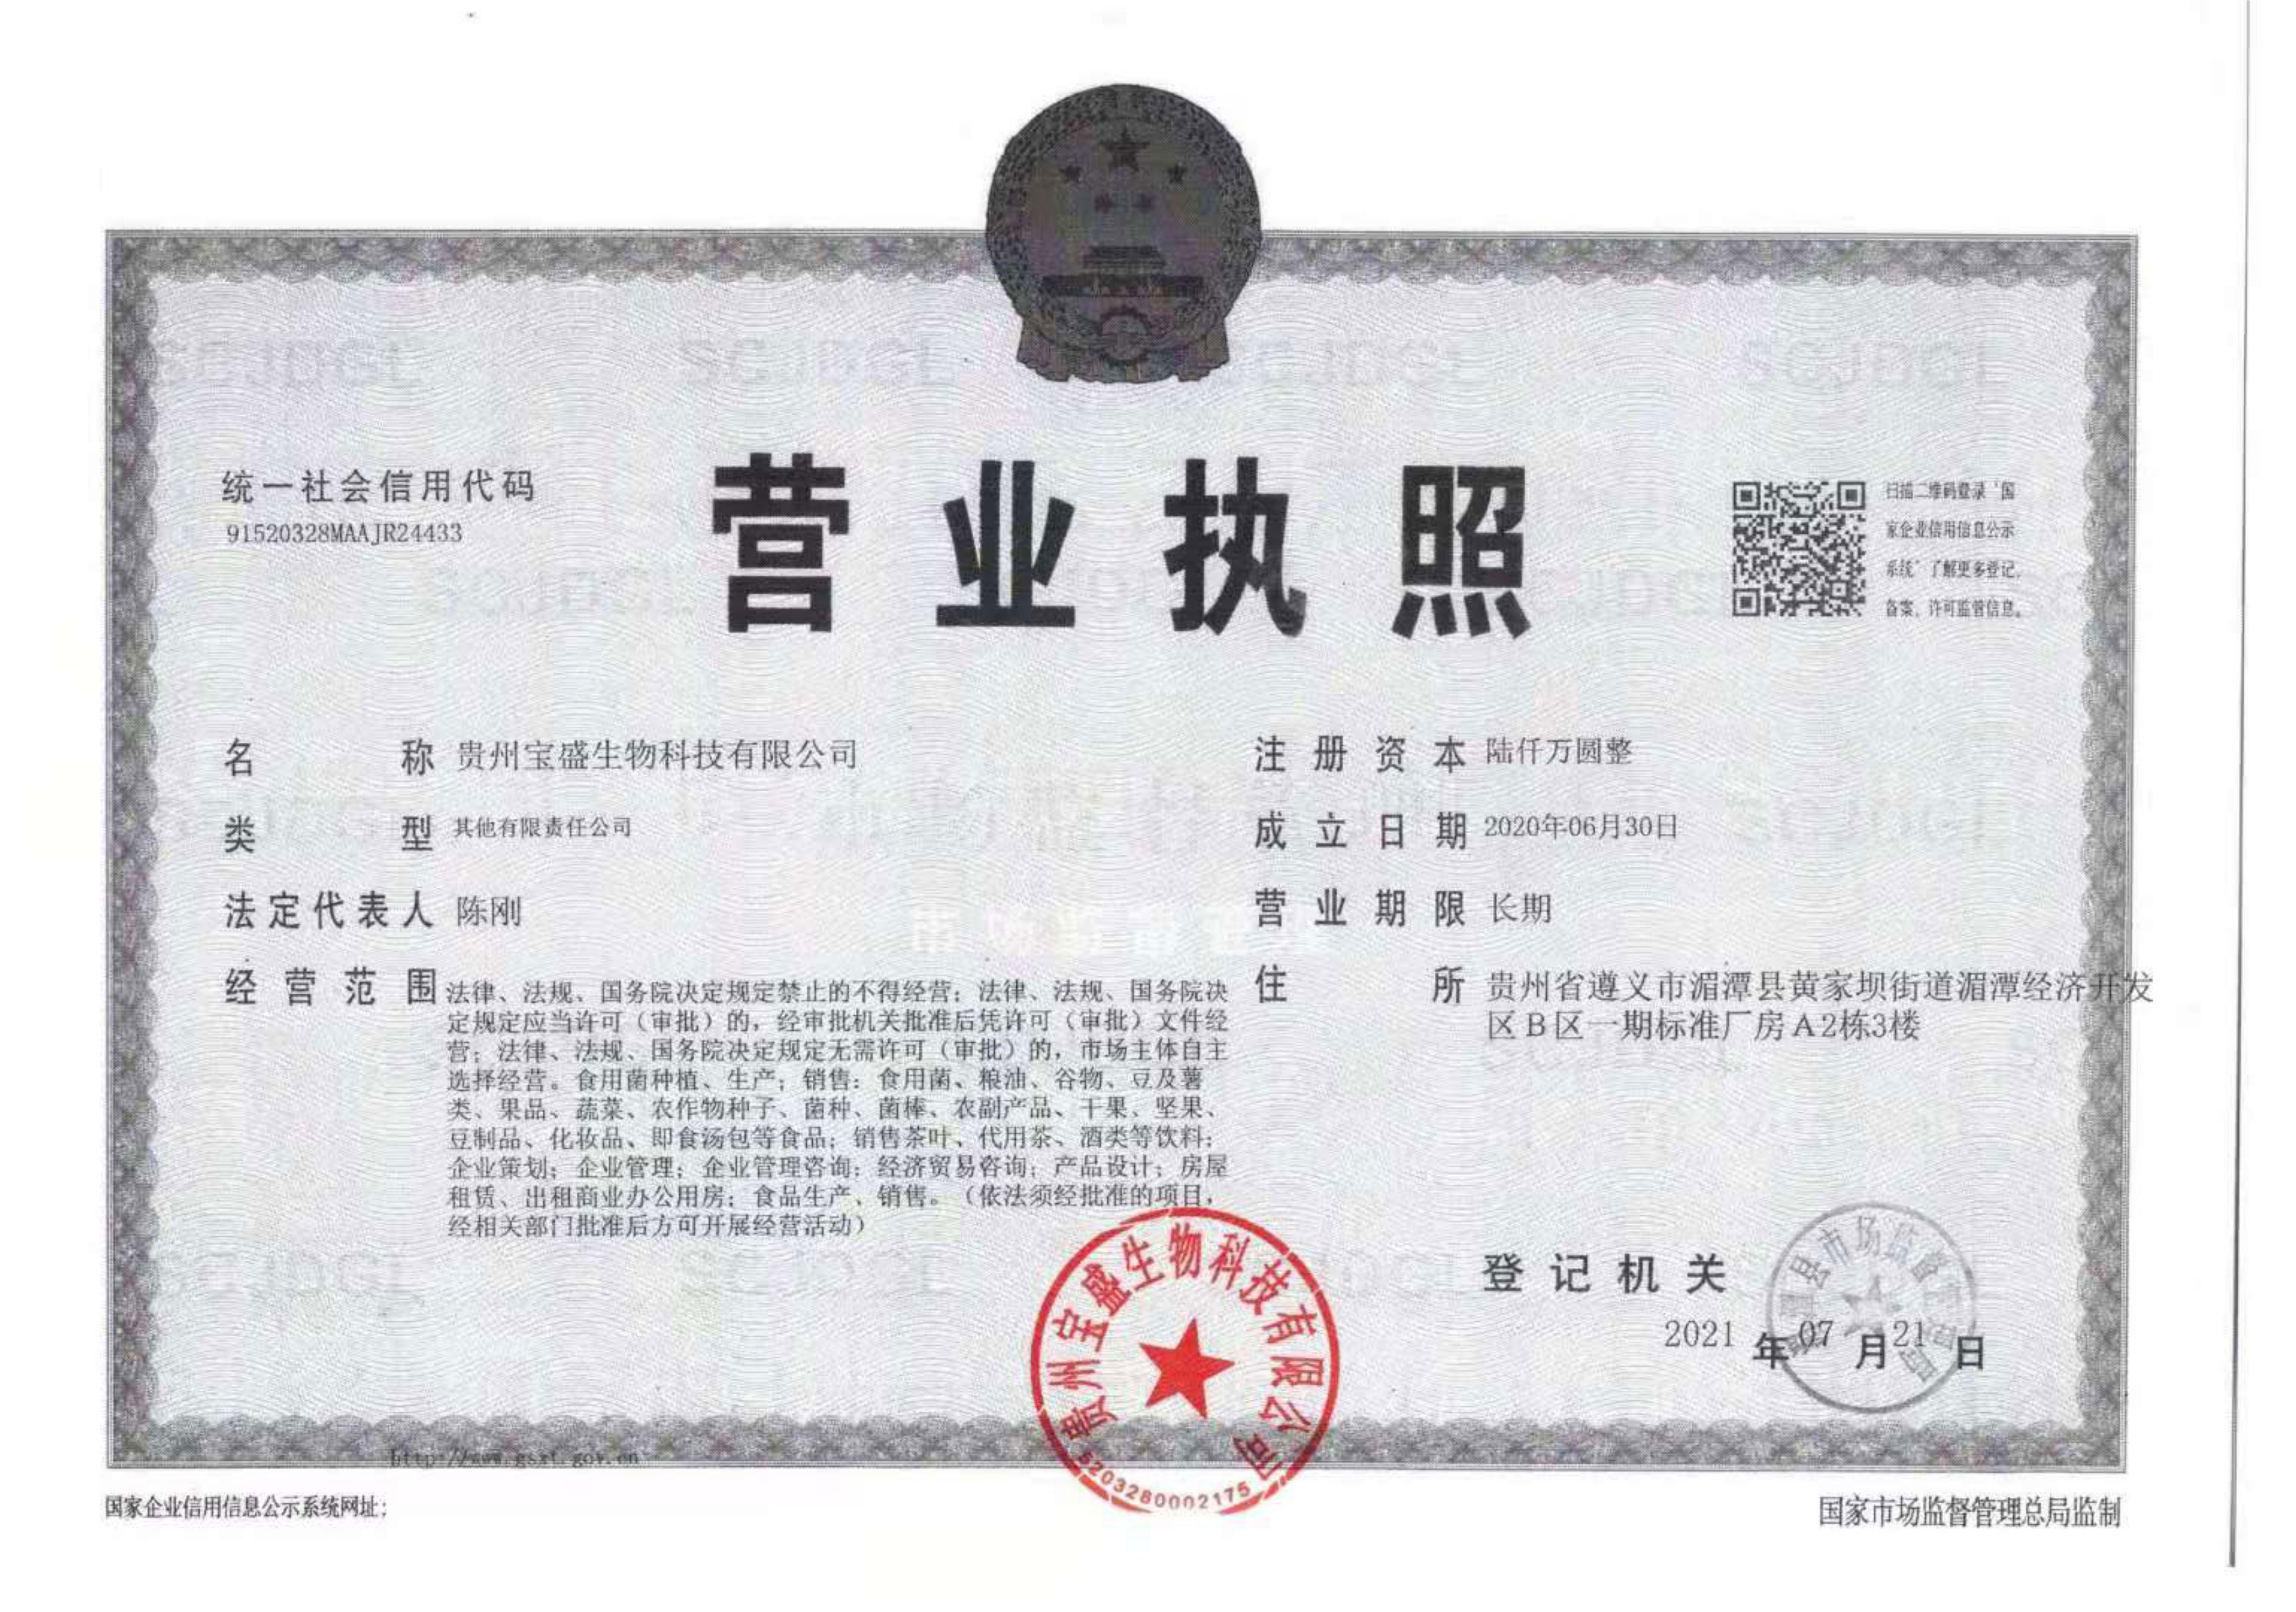 营业执照
统一社会信用代码
91520328MAAJR24433
扫描二维码登录‘国
家企业信用信息公示
系统’了解更多登记、
备案、许可监管信息。
名称 贵州宝盛生物科技有限公司
类型 其他有限责任公司
法定代表人 陈刚
经营范围 法律、法规、国务院决定规定禁止的不得经营；法律、法规、国务院决
定规定应当许可（审批）的，经审批机关批准后凭许可（审批）文件经
营；法律、法规、国务院决定规定无需许可（审批）的，市场主体自主
选择经营。食用菌种植、生产；销售：食用菌、粮油、谷物、豆及薯
类、果品、蔬菜、农作物种子、菌种、菌棒、农副产品、干果、坚果、
豆制品、化妆品、即食汤包等食品；销售茶叶、代用茶、酒类等饮料；
企业策划；企业管理；企业管理咨询；经济贸易咨询；产品设计；房屋
租赁、出租商业办公用房；食品生产、销售。（依法须经批准的项目，
经相关部门批准后方可开展经营活动）
注册资本 陆仟万圆整
成立日期 2020年06月30日
营业期限 长期
住所 贵州省遵义市湄潭县黄家坝街道湄潭经济开发
区B区一期标准厂房A2栋3楼
贵州宝盛生物科技有限公司
5203280002175
登记机关
2021年07月21日
http://www.gsxt.gov.cn
国家企业信用信息公示系统网址：
国家市场监督管理总局监制
SCJDGL
市场监督管理